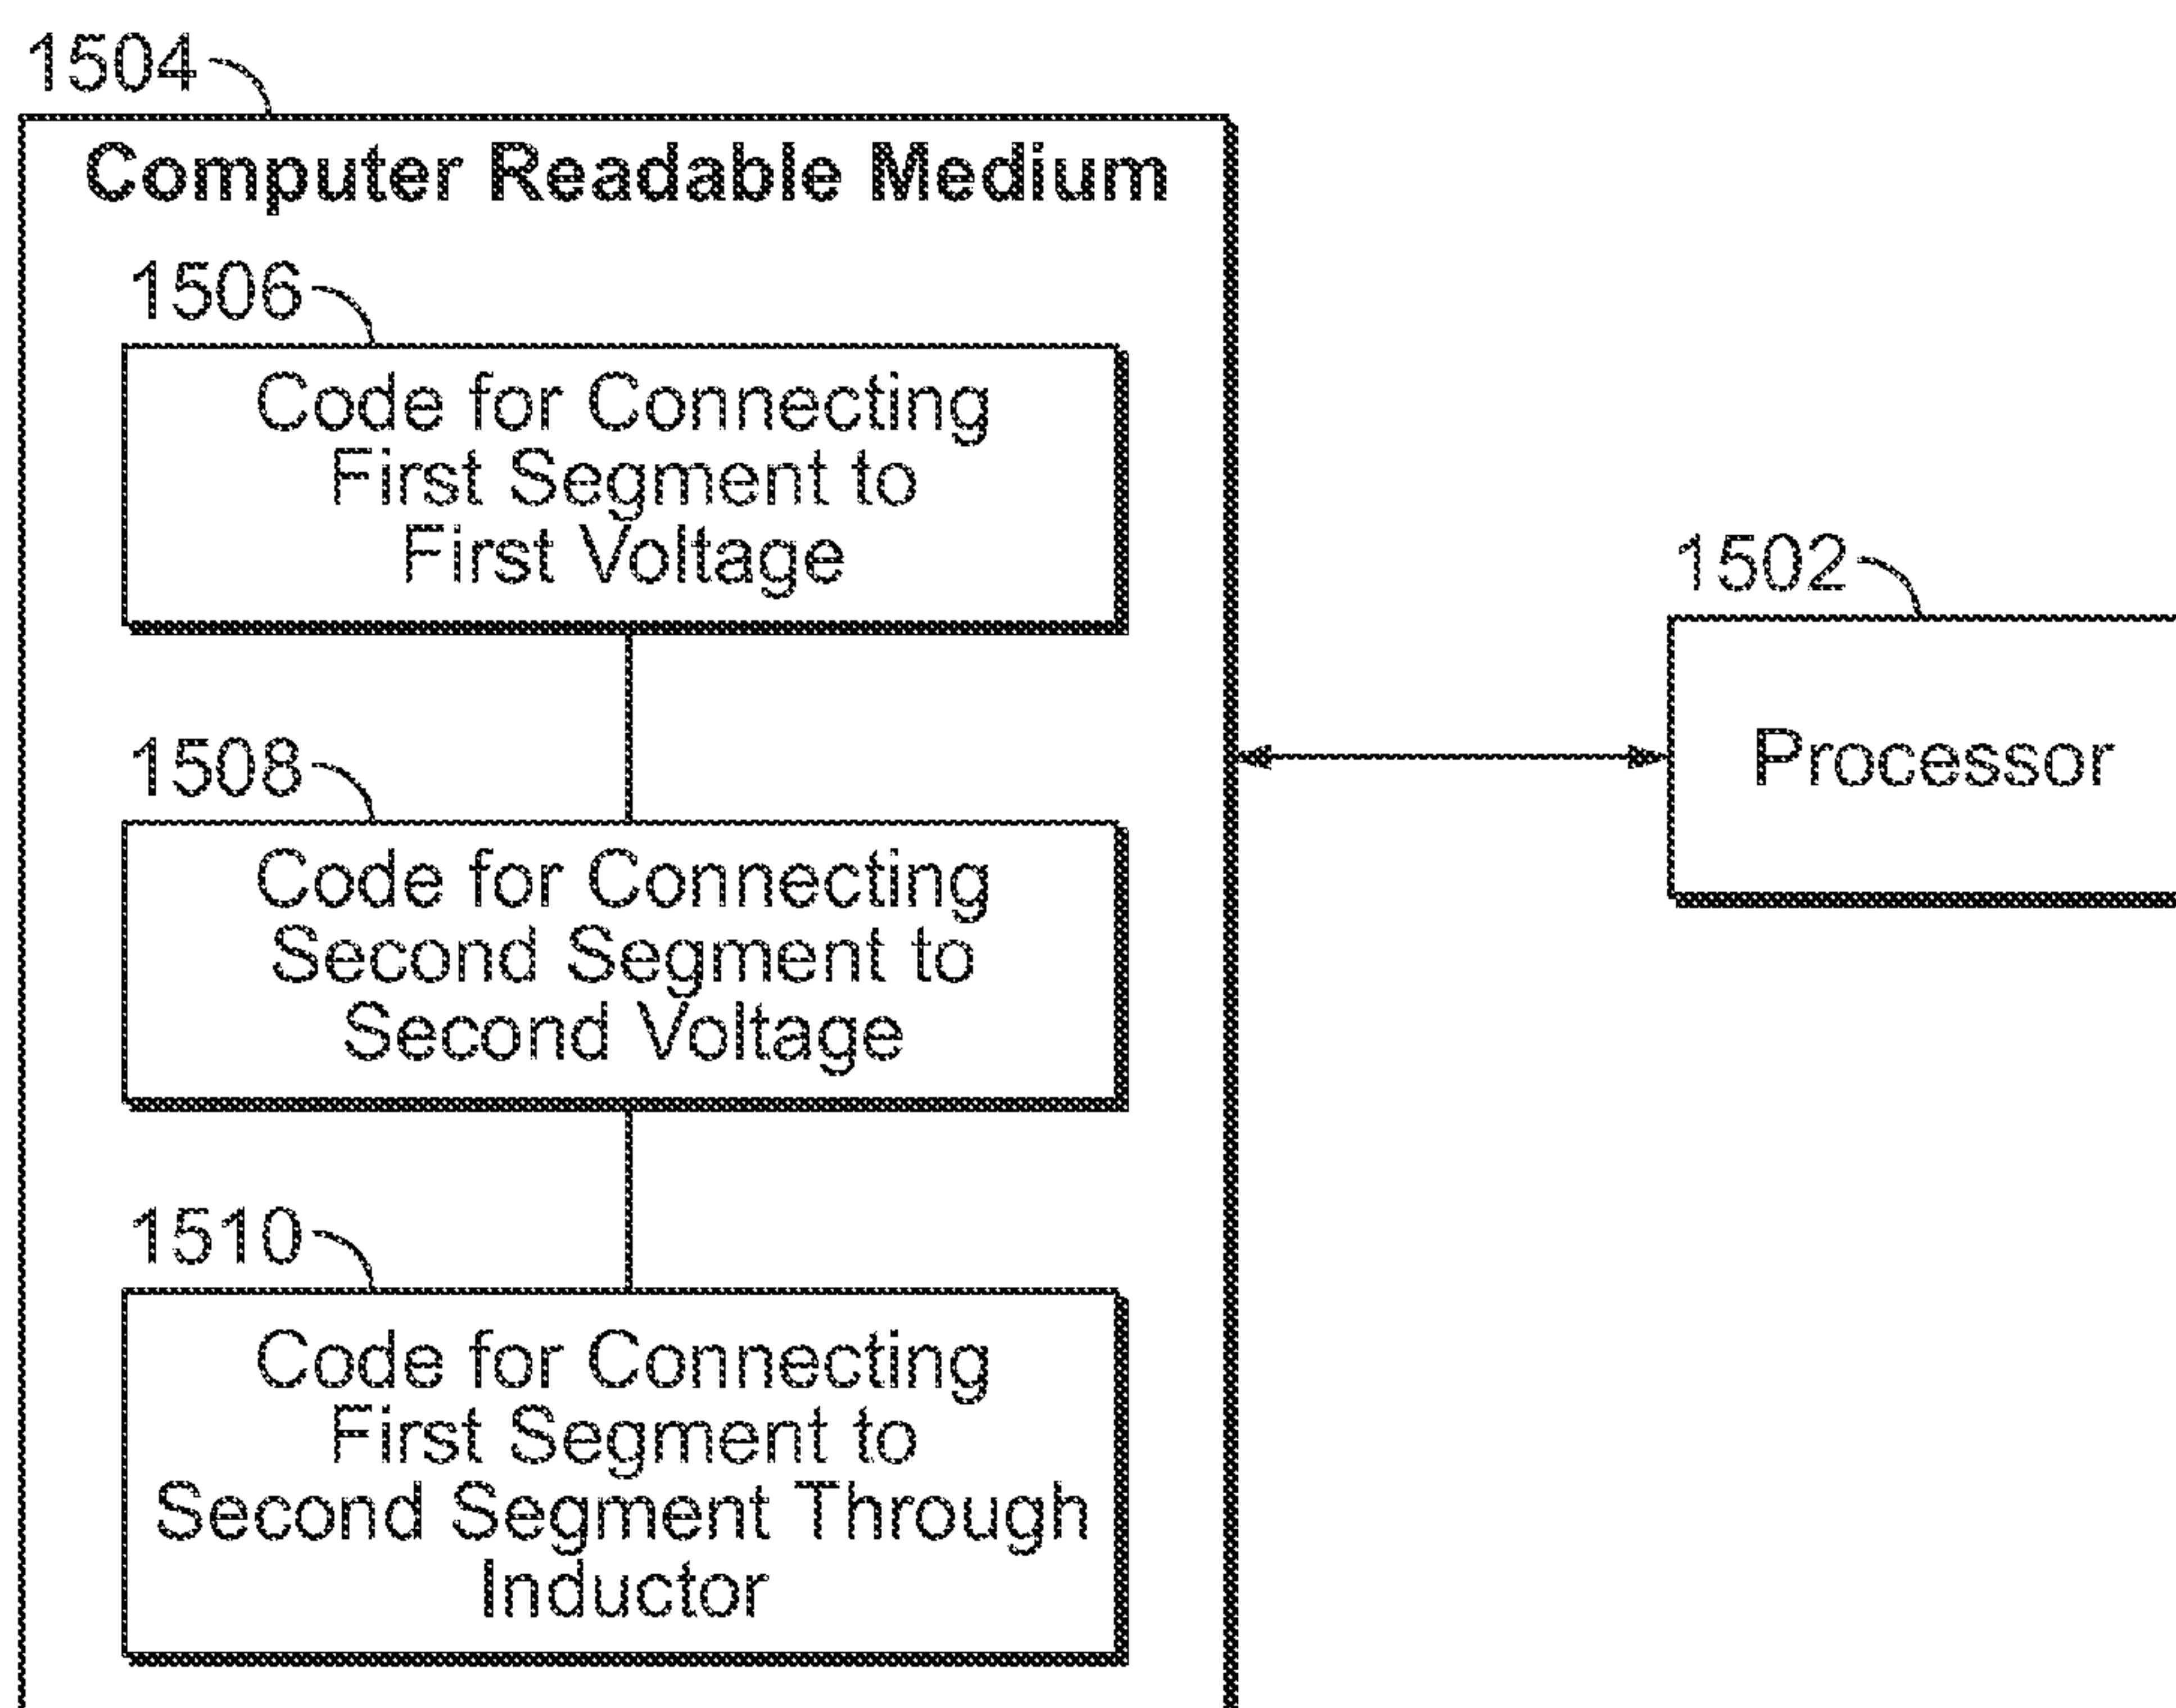 1504
Computer Readable Medium
1506
Code for Connecting
First Segment to
First Voltage
1508
Code for Connecting
Second Segment to
Second Voltage
1510
Code for Connecting
First Segment to
Second Segment Through
Inductor
1502
Processor